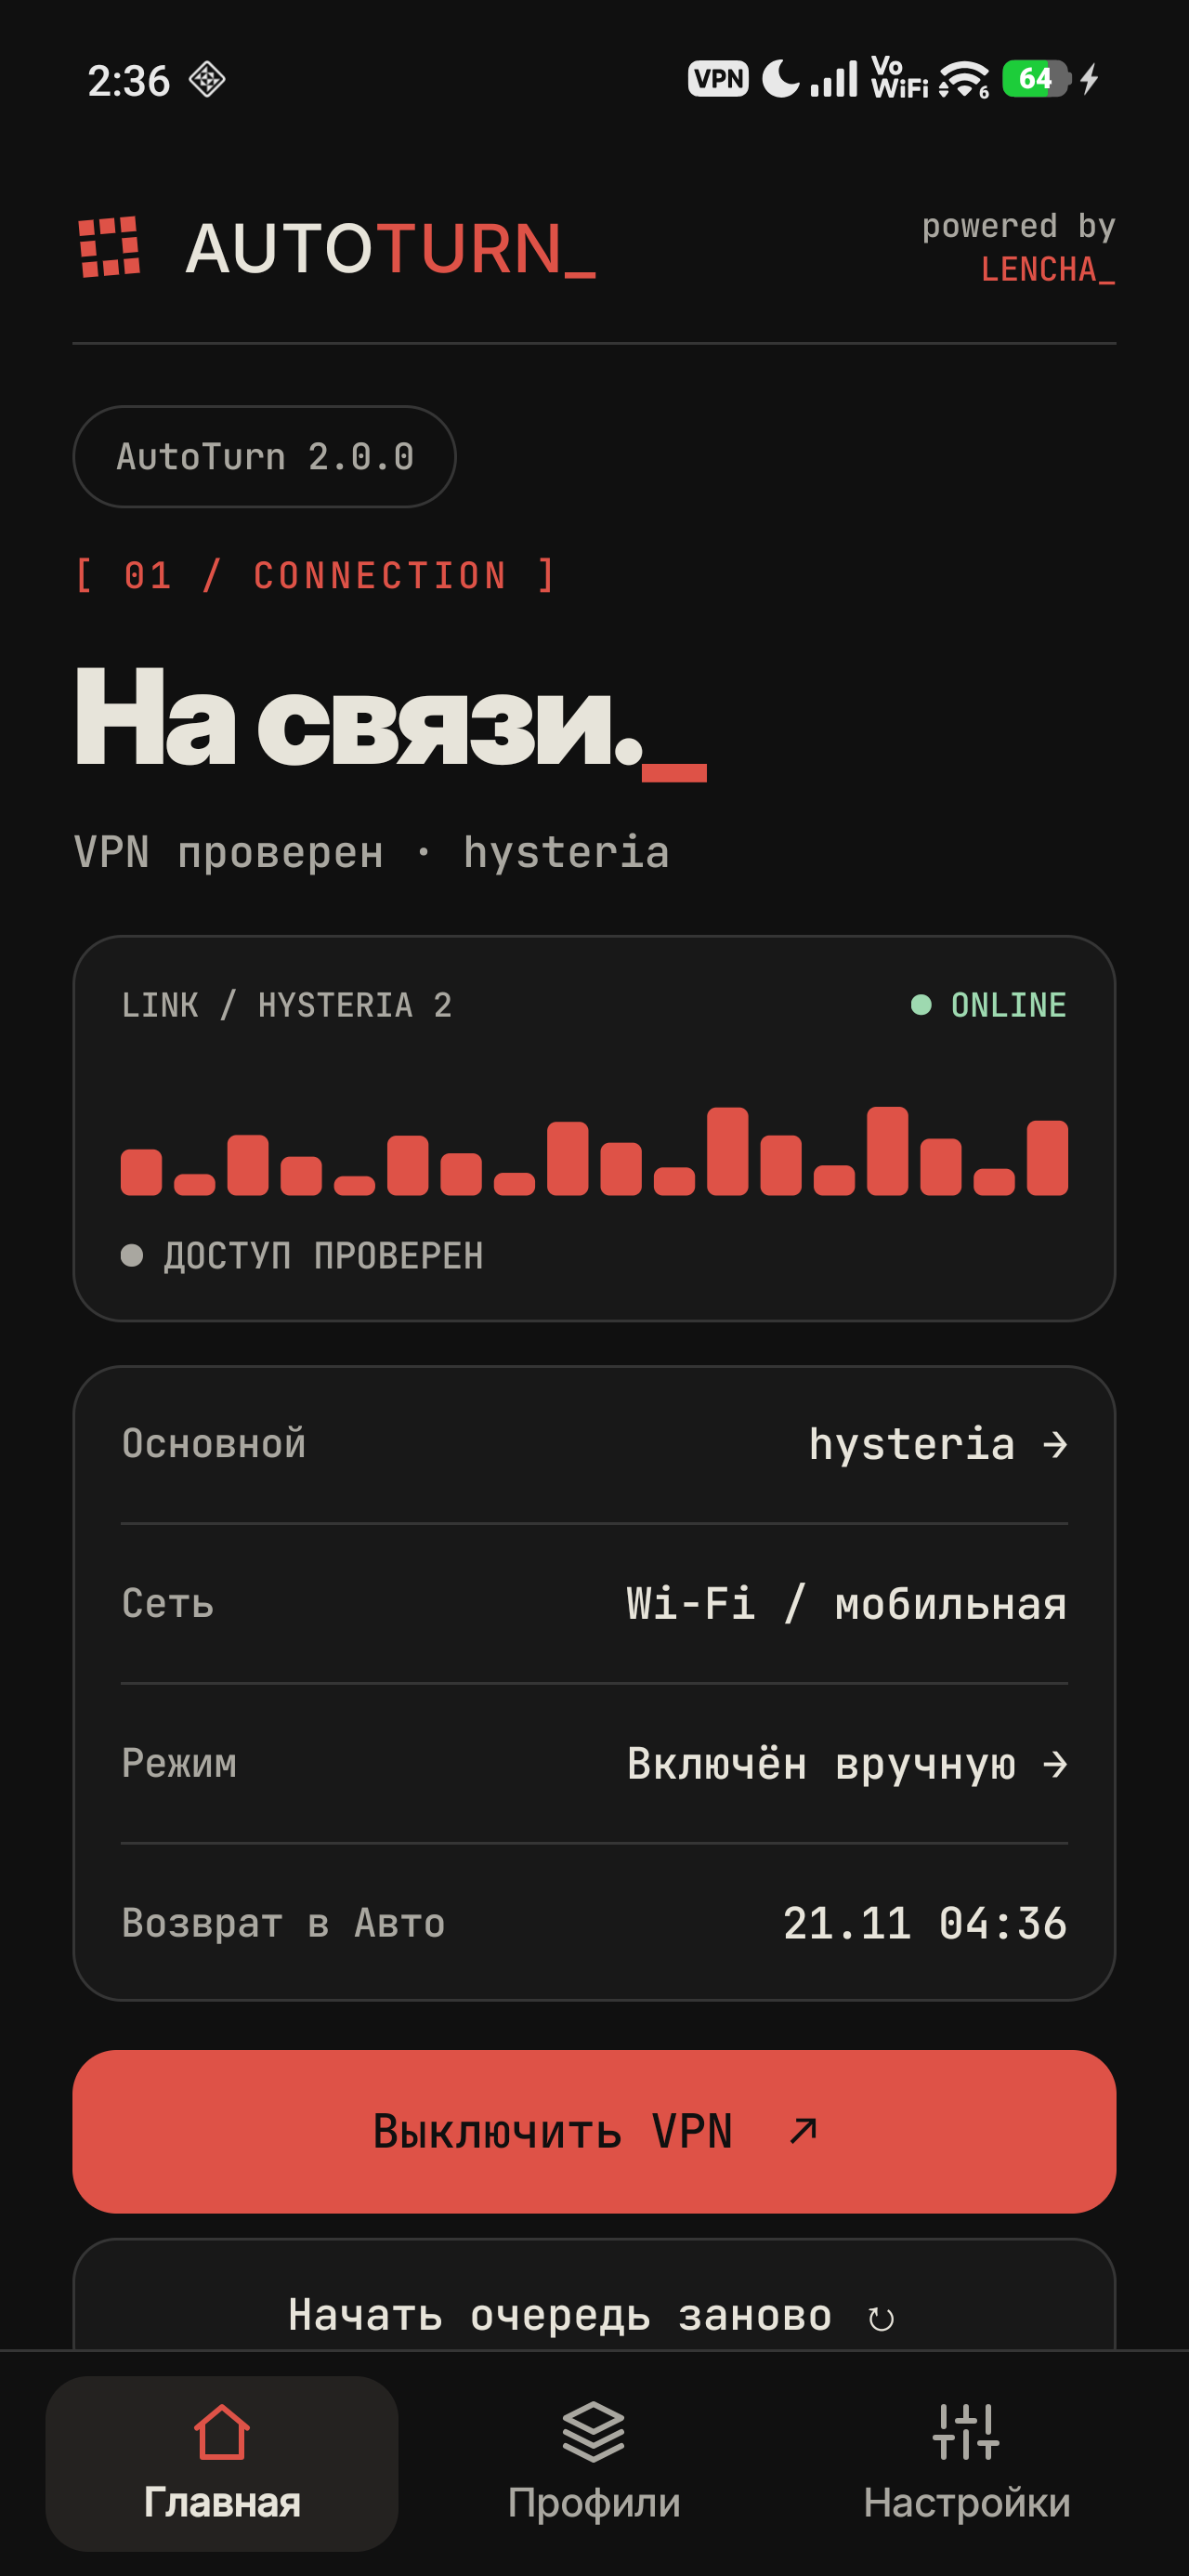 2:36 VPN Vo WiFi 6 64
AUTOTURN_
powered by
LENCHA_
AutoTurn 2.0.0
[ 01 / CONNECTION ]
На связи._
VPN проверен · hysteria
LINK / HYSTERIA 2 ● ONLINE
● ДОСТУП ПРОВЕРЕН
Основной hysteria →
Сеть Wi-Fi / мобильная
Режим Включён вручную →
Возврат в Авто 21.11 04:36
Выключить VPN ↗
Начать очередь заново ↻
Главная Профили Настройки